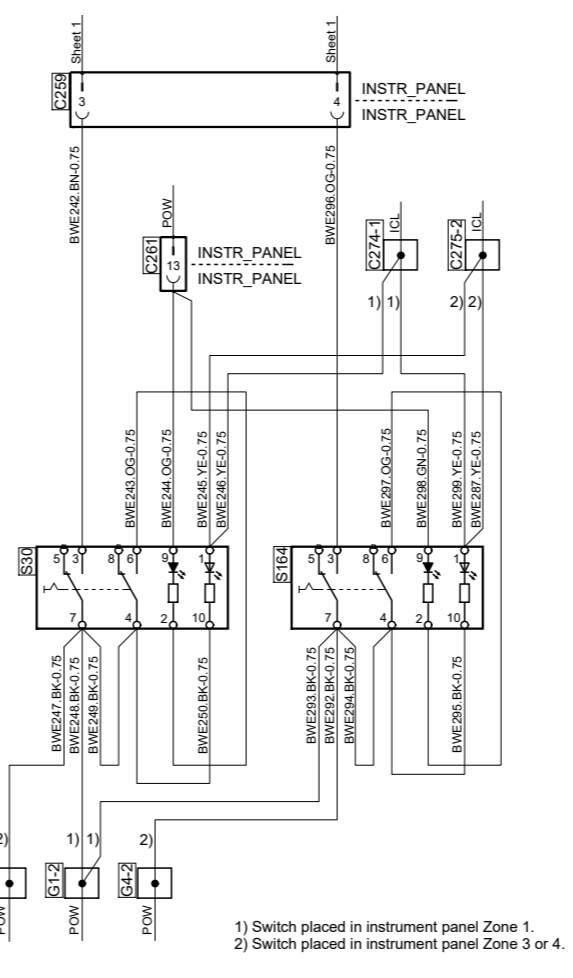 Sheet 1
Sheet 1
C259
3
4
INSTR_PANEL
INSTR_PANEL
BWE242.BN-0.75
BWE296.OG-0.75
POW
C261
13
INSTR_PANEL
INSTR_PANEL
C274-1
ICL
C275-2
ICL
1) 1)
2) 2)
BWE243.OG-0.75
BWE244.OG-0.75
BWE245.YE-0.75
BWE246.YE-0.75
BWE297.OG-0.75
BWE298.GN-0.75
BWE299.YE-0.75
BWE287.YE-0.75
S30
5 3 8 6 9 1
7 4 2 10
S164
5 3 8 6 9 1
7 4 2 10
BWE247.BK-0.75
BWE248.BK-0.75
BWE249.BK-0.75
BWE250.BK-0.75
BWE293.BK-0.75
BWE292.BK-0.75
BWE294.BK-0.75
BWE295.BK-0.75
2)
1) 1)
2)
G1-2
G4-2
POW
POW
POW
1) Switch placed in instrument panel Zone 1.
2) Switch placed in instrument panel Zone 3 or 4.